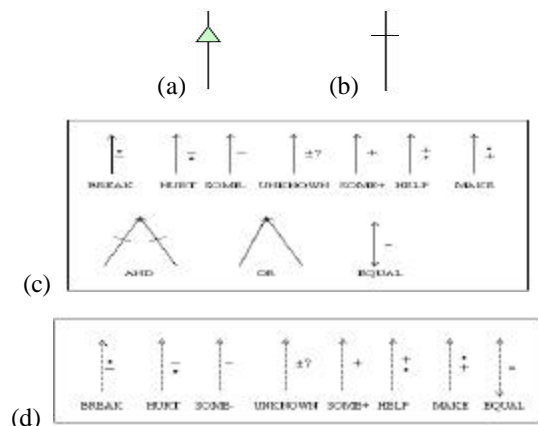 (a) (b)
±?
BREAK HURT SOME- UNKNOWN SOME+ HELP MAKE
AND OR EQUAL
(c)
±?
BREAK HURT SOME- UNKNOWN SOME+ HELP MAKE EQUAL
(d)